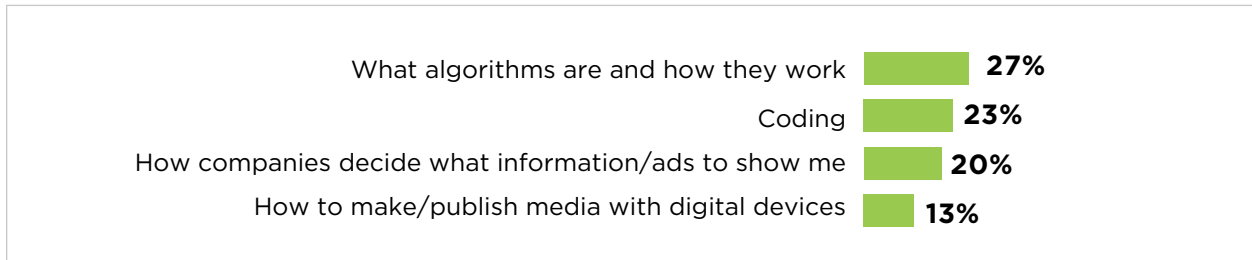 What algorithms are and how they work 27%
Coding 23%
How companies decide what information/ads to show me 20%
How to make/publish media with digital devices 13%